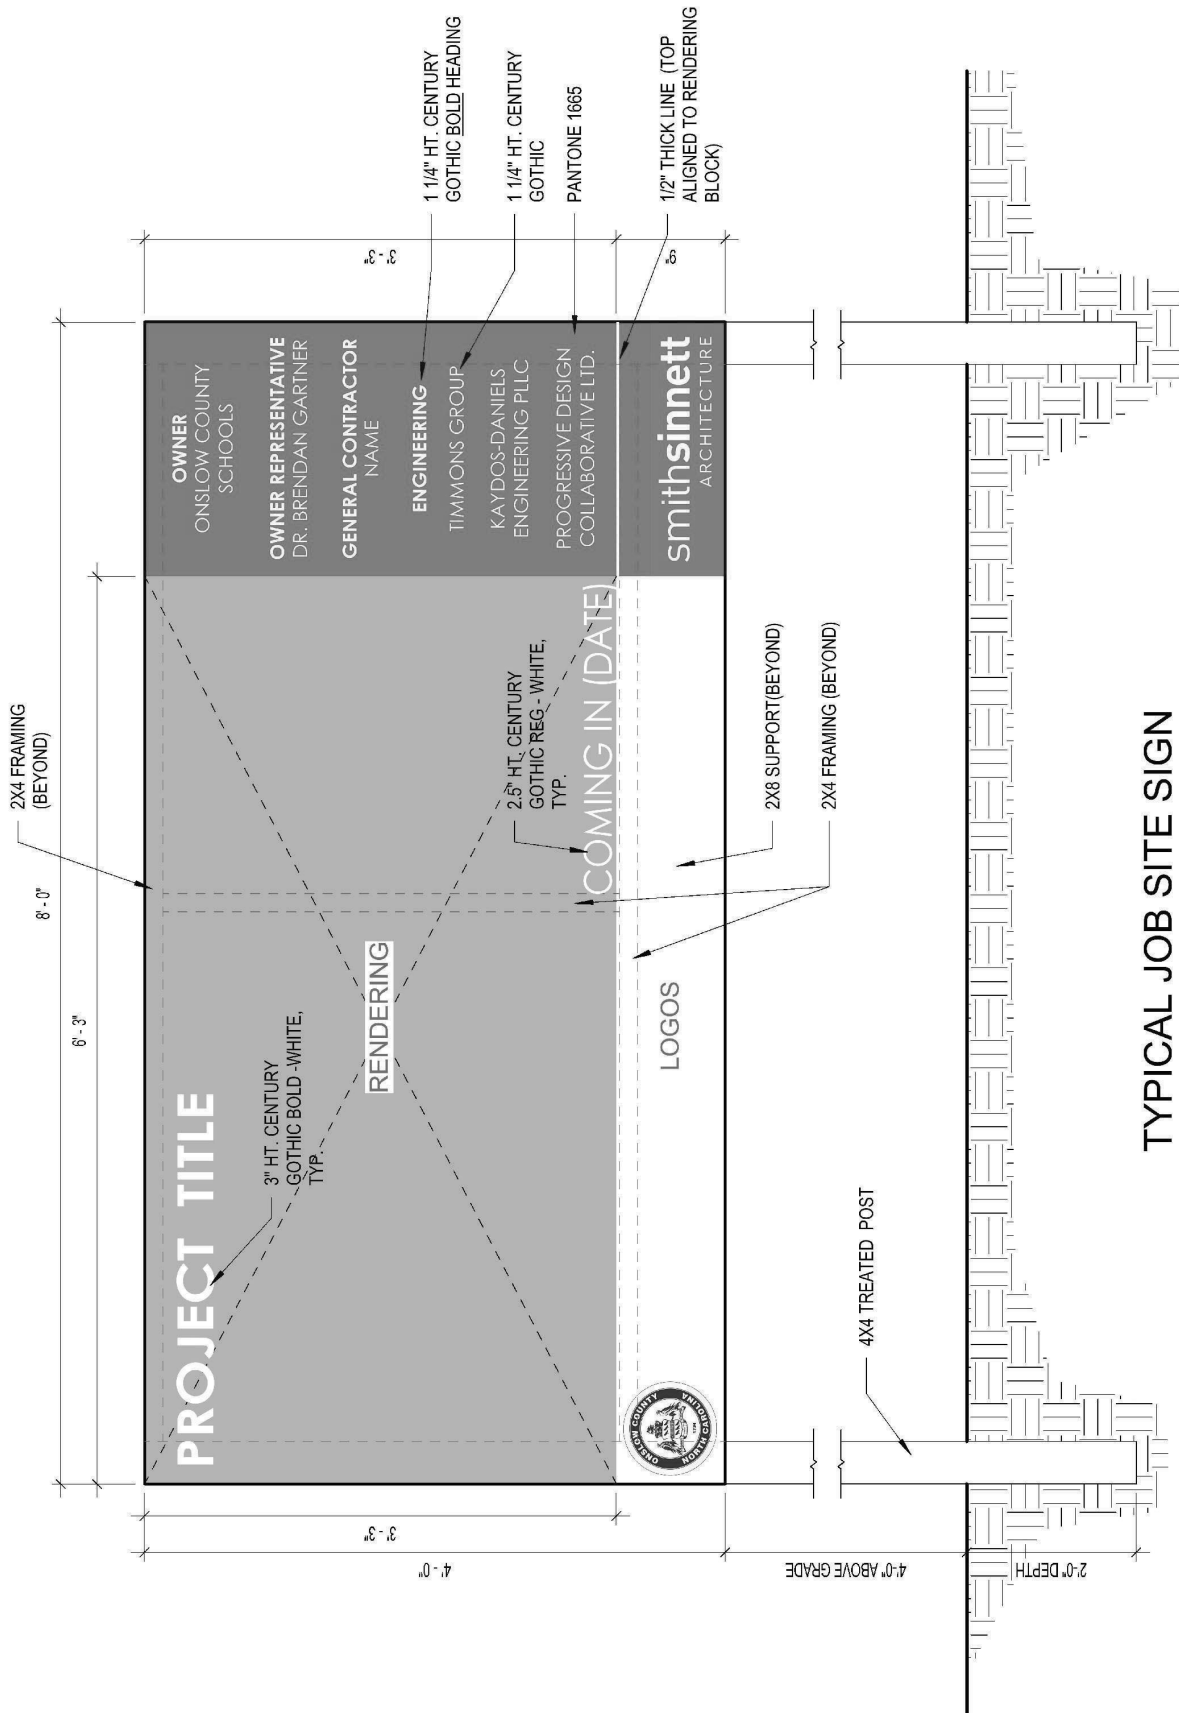 8' - 0"
6' - 3"
2X4 FRAMING
(BEYOND)
PROJECT TITLE
3" HT. CENTURY
GOTHIC BOLD -WHITE,
TYP.
RENDERING
2.5" HT. CENTURY
GOTHIC REG - WHITE,
TYP.
COMING IN (DATE)
OWNER
ONSLOW COUNTY
SCHOOLS
OWNER REPRESENTATIVE
DR. BRENDAN GARTNER
GENERAL CONTRACTOR
NAME
ENGINEERING
TIMMONS GROUP
KAYDOS-DANIELS
ENGINEERING PLLC
PROGRESSIVE DESIGN
COLLABORATIVE LTD.
smithsinnett
ARCHITECTURE
1 1/4" HT. CENTURY
GOTHIC BOLD HEADING
1 1/4" HT. CENTURY
GOTHIC
PANTONE 1665
1/2" THICK LINE (TOP
ALIGNED TO RENDERING
BLOCK)
3' - 3"
9"
3' - 3"
4' - 0"
4'-0" ABOVE GRADE
2'-0" DEPTH
ONSLOW COUNTY
NORTH CAROLINA
1734
LOGOS
2X8 SUPPORT(BEYOND)
2X4 FRAMING (BEYOND)
4X4 TREATED POST
TYPICAL JOB SITE SIGN